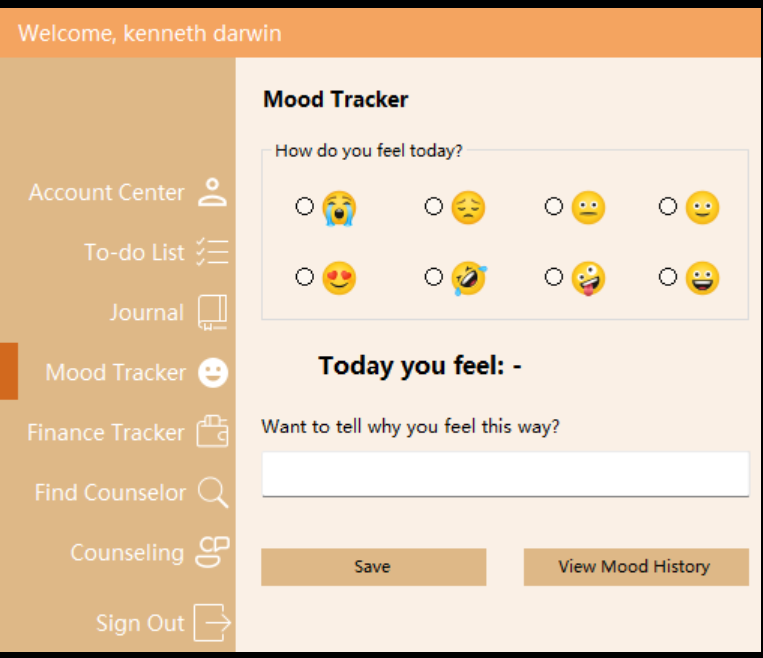 Welcome, kenneth darwin
Account Center
To-do List
Journal
Mood Tracker
Finance Tracker
Find Counselor
Counseling
Sign Out
Mood Tracker
How do you feel today?
Today you feel: -
Want to tell why you feel this way?
Save
View Mood History